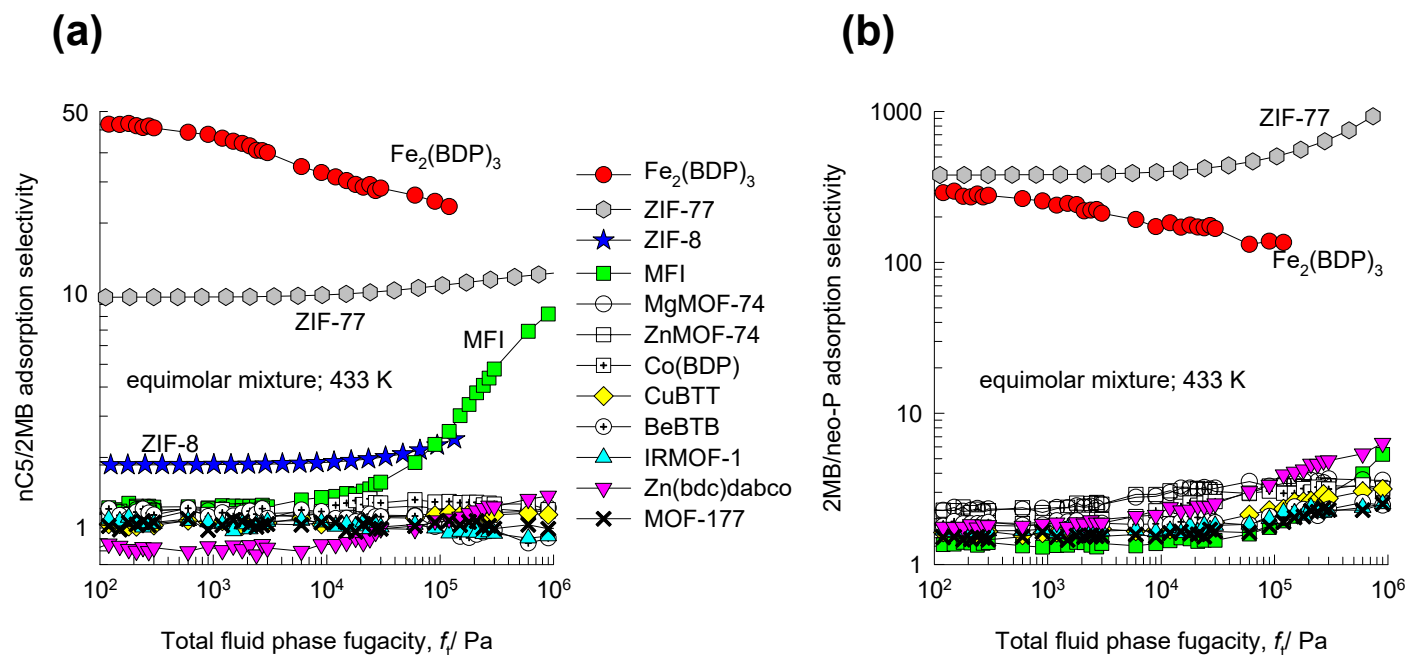 (a)
nC5/2MB adsorption selectivity
50
10
1
Fe2(BDP)3
ZIF-77
MFI
equimolar mixture; 433 K
ZIF-8
10^2
10^3
10^4
10^5
10^6
Total fluid phase fugacity, ft/ Pa
Fe2(BDP)3
ZIF-77
ZIF-8
MFI
MgMOF-74
ZnMOF-74
Co(BDP)
CuBTT
BeBTB
IRMOF-1
Zn(bdc)dabco
MOF-177
(b)
2MB/neo-P adsorption selectivity
1000
100
10
1
ZIF-77
Fe2(BDP)3
equimolar mixture; 433 K
10^2
10^3
10^4
10^5
10^6
Total fluid phase fugacity, ft/ Pa